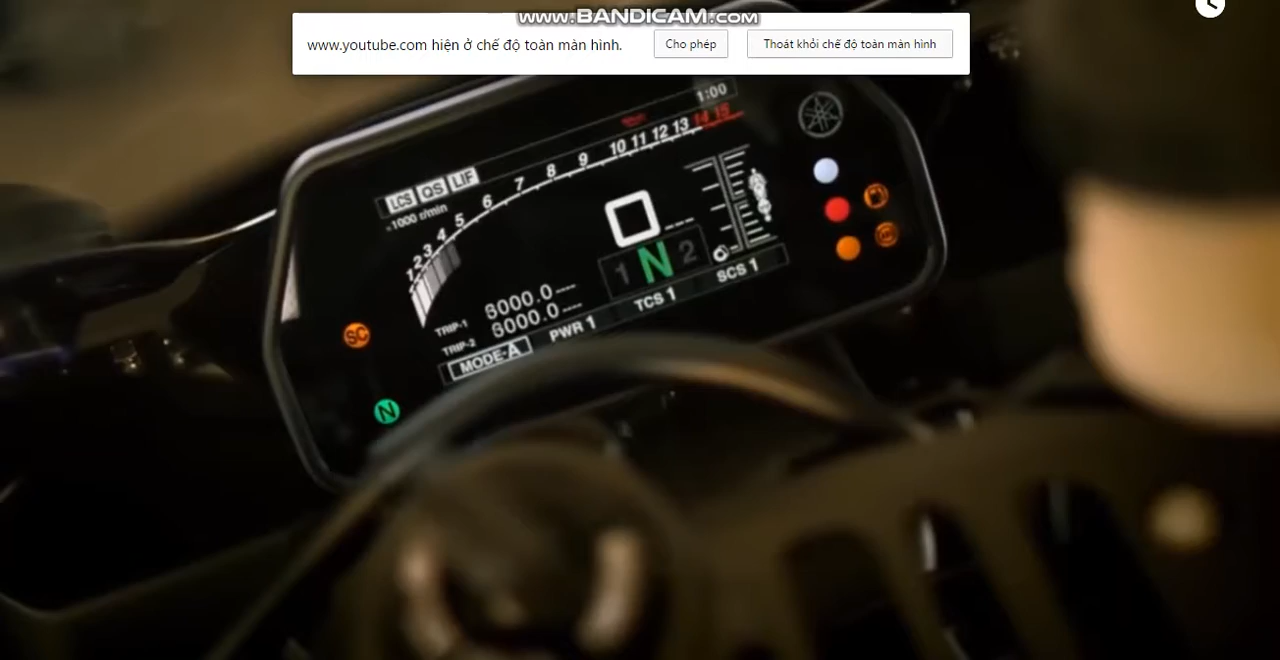 www.BANDICAM.com
www.youtube.com hiện ở chế độ toàn màn hình.
Cho phép
Thoát khỏi chế độ toàn màn hình
1:00
LCS QS LIF
×1000 r/min
1 2 3 4 5 6 7 8 9 10 11 12 13 14 15
0
1 N 2
TRIP-1 6000.0
TRIP-2 6000.0
MODE-A PWR 1 TCS 1 SCS 1
SC
N